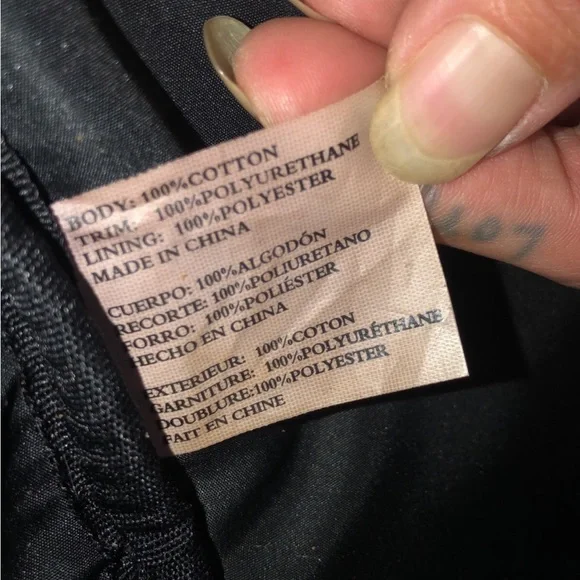 BODY: 100%COTTON
TRIM: 100%POLYURETHANE
LINING: 100%POLYESTER
MADE IN CHINA
CUERPO: 100%ALGODÓN
RECORTE: 100%POLIURETANO
FORRO: 100%POLIÉSTER
HECHO EN CHINA
EXTERIEUR: 100%COTON
GARNITURE: 100%POLYURÉTHANE
DOUBLURE:100%POLYESTER
FAIT EN CHINE